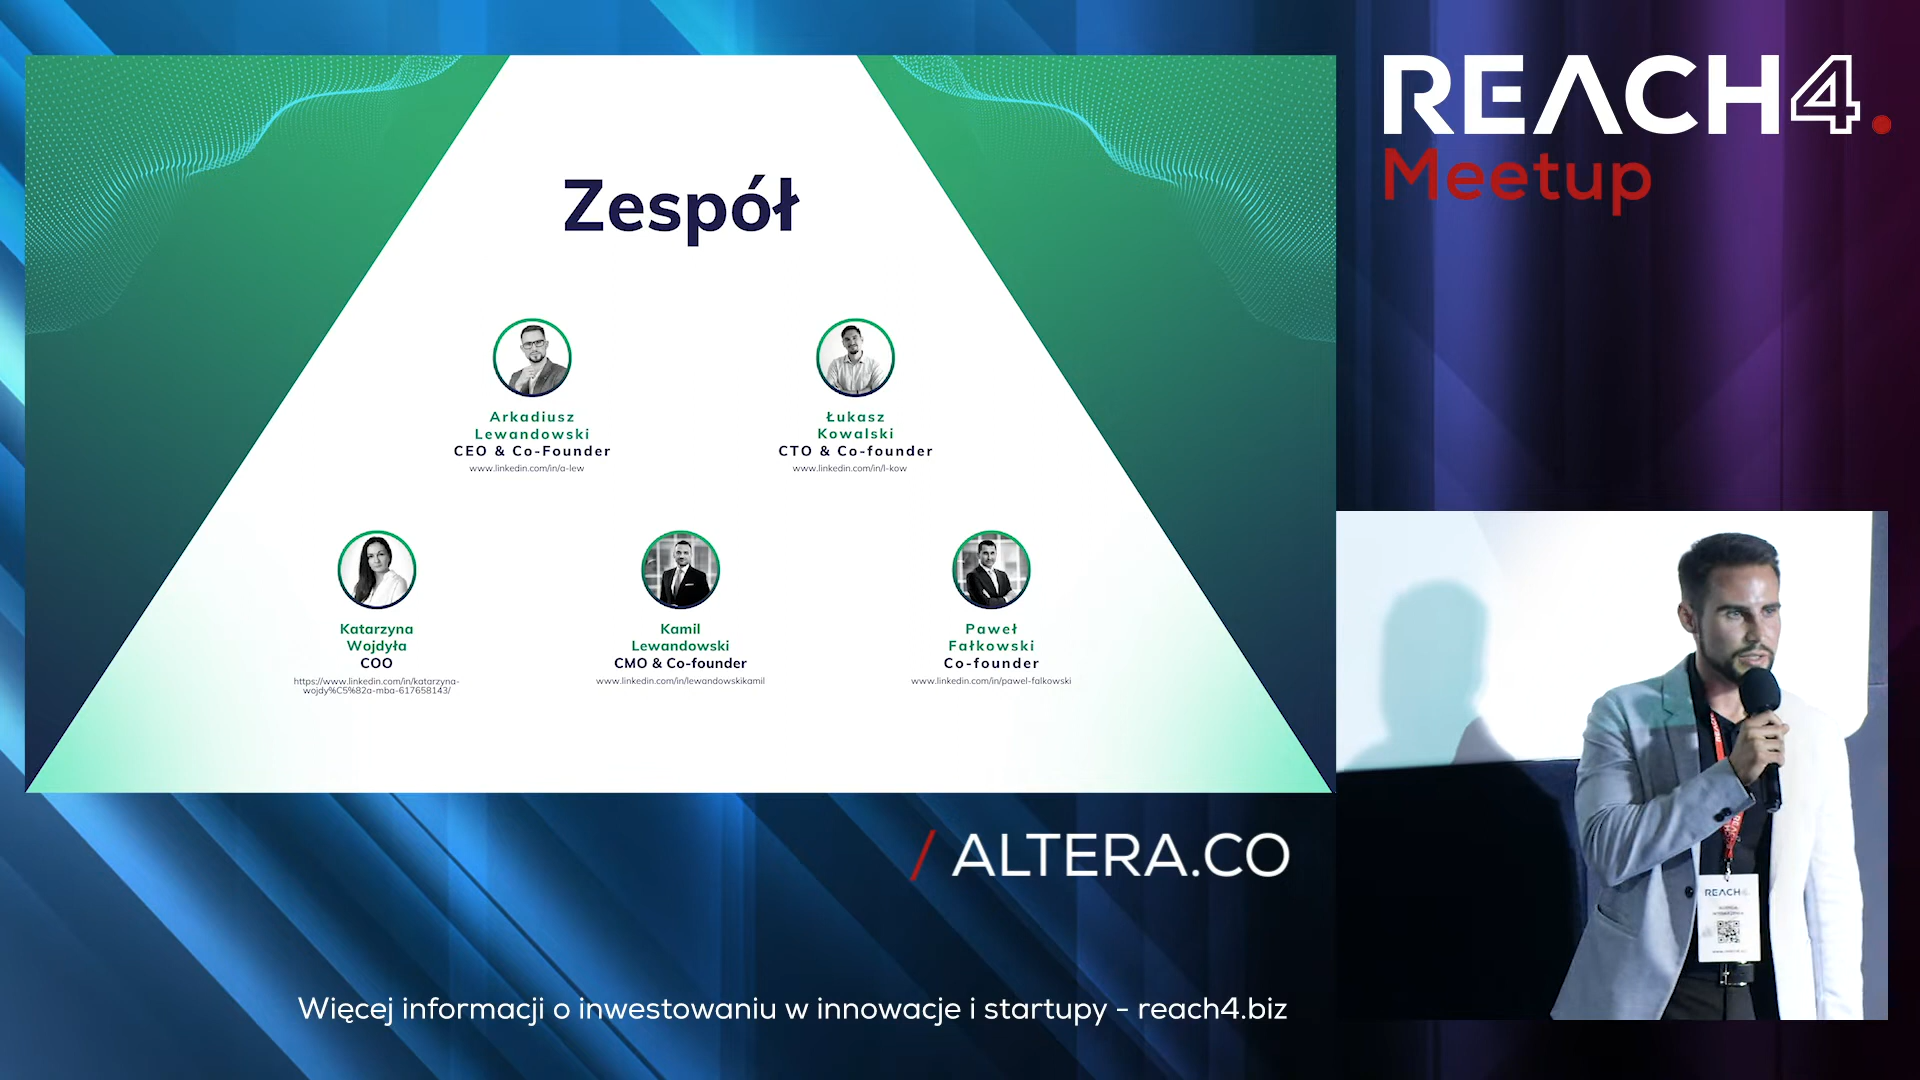 REACH4.
Meetup
Zespół
Arkadiusz
Lewandowski
CEO & Co-Founder
www.linkedin.com/in/a-lew
Łukasz
Kowalski
CTO & Co-founder
www.linkedin.com/in/l-kow
Katarzyna
Wojdyła
COO
https://www.linkedin.com/in/katarzyna-
wojdy%C5%82a-mba-617658143/
Kamil
Lewandowski
CMO & Co-founder
www.linkedin.com/in/lewandowskikamil
Paweł
Fałkowski
Co-founder
www.linkedin.com/in/pawel-falkowski
REACH4.
/ ALTERA.CO
Więcej informacji o inwestowaniu w innowacje i startupy - reach4.biz